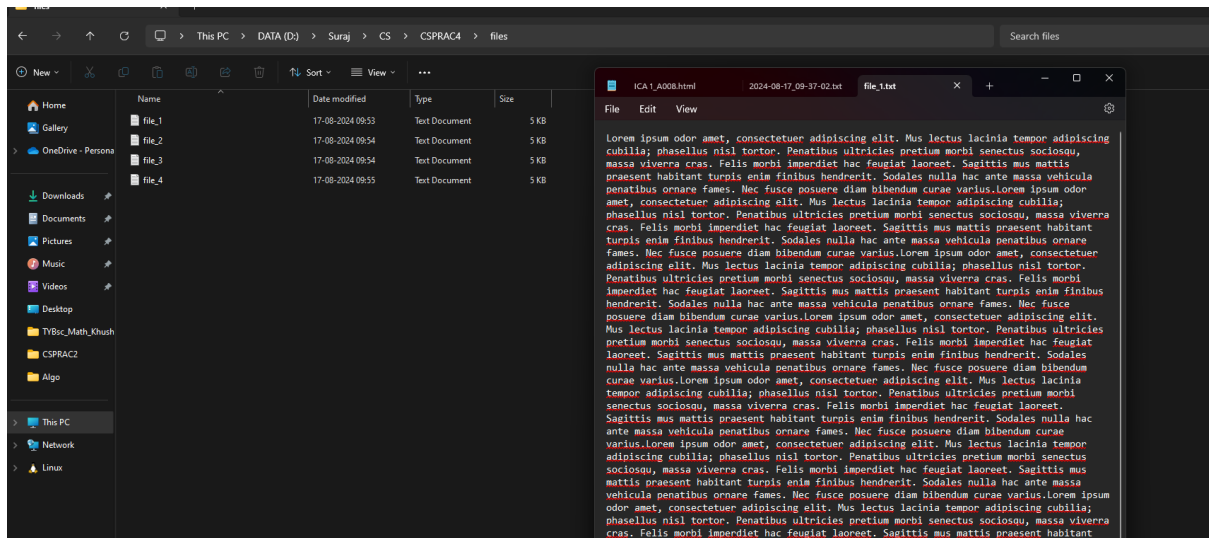 files
This PC > DATA (D:) > Suraj > CS > CSPRAC4 > files
Search files
New
Sort
View
Home
Gallery
OneDrive - Persona
Downloads
Documents
Pictures
Music
Videos
Desktop
TYBsc_Math_Khush
CSPRAC2
Algo
This PC
Network
Linux
Name Date modified Type Size
file_1 17-08-2024 09:53 Text Document 5 KB
file_2 17-08-2024 09:54 Text Document 5 KB
file_3 17-08-2024 09:54 Text Document 5 KB
file_4 17-08-2024 09:55 Text Document 5 KB
ICA 1_A008.html 2024-08-17_09-37-02.txt file_1.txt
File Edit View
Lorem ipsum odor amet, consectetuer adipiscing elit. Mus lectus lacinia tempor adipiscing
cubilia; phasellus nisl tortor. Penatibus ultricies pretium morbi senectus sociosqu,
massa viverra cras. Felis morbi imperdiet hac feugiat laoreet. Sagittis mus mattis
praesent habitant turpis enim finibus hendrerit. Sodales nulla hac ante massa vehicula
penatibus ornare fames. Nec fusce posuere diam bibendum curae varius.Lorem ipsum odor
amet, consectetuer adipiscing elit. Mus lectus lacinia tempor adipiscing cubilia;
phasellus nisl tortor. Penatibus ultricies pretium morbi senectus sociosqu, massa viverra
cras. Felis morbi imperdiet hac feugiat laoreet. Sagittis mus mattis praesent habitant
turpis enim finibus hendrerit. Sodales nulla hac ante massa vehicula penatibus ornare
fames. Nec fusce posuere diam bibendum curae varius.Lorem ipsum odor amet, consectetuer
adipiscing elit. Mus lectus lacinia tempor adipiscing cubilia; phasellus nisl tortor.
Penatibus ultricies pretium morbi senectus sociosqu, massa viverra cras. Felis morbi
imperdiet hac feugiat laoreet. Sagittis mus mattis praesent habitant turpis enim finibus
hendrerit. Sodales nulla hac ante massa vehicula penatibus ornare fames. Nec fusce
posuere diam bibendum curae varius.Lorem ipsum odor amet, consectetuer adipiscing elit.
Mus lectus lacinia tempor adipiscing cubilia; phasellus nisl tortor. Penatibus ultricies
pretium morbi senectus sociosqu, massa viverra cras. Felis morbi imperdiet hac feugiat
laoreet. Sagittis mus mattis praesent habitant turpis enim finibus hendrerit. Sodales
nulla hac ante massa vehicula penatibus ornare fames. Nec fusce posuere diam bibendum
curae varius.Lorem ipsum odor amet, consectetuer adipiscing elit. Mus lectus lacinia
tempor adipiscing cubilia; phasellus nisl tortor. Penatibus ultricies pretium morbi
senectus sociosqu, massa viverra cras. Felis morbi imperdiet hac feugiat laoreet.
Sagittis mus mattis praesent habitant turpis enim finibus hendrerit. Sodales nulla hac
ante massa vehicula penatibus ornare fames. Nec fusce posuere diam bibendum curae
varius.Lorem ipsum odor amet, consectetuer adipiscing elit. Mus lectus lacinia tempor
adipiscing cubilia; phasellus nisl tortor. Penatibus ultricies pretium morbi senectus
sociosqu, massa viverra cras. Felis morbi imperdiet hac feugiat laoreet. Sagittis mus
mattis praesent habitant turpis enim finibus hendrerit. Sodales nulla hac ante massa
vehicula penatibus ornare fames. Nec fusce posuere diam bibendum curae varius.Lorem ipsum
odor amet, consectetuer adipiscing elit. Mus lectus lacinia tempor adipiscing cubilia;
phasellus nisl tortor. Penatibus ultricies pretium morbi senectus sociosqu, massa viverra
cras. Felis morbi imperdiet hac feugiat laoreet. Sagittis mus mattis praesent habitant